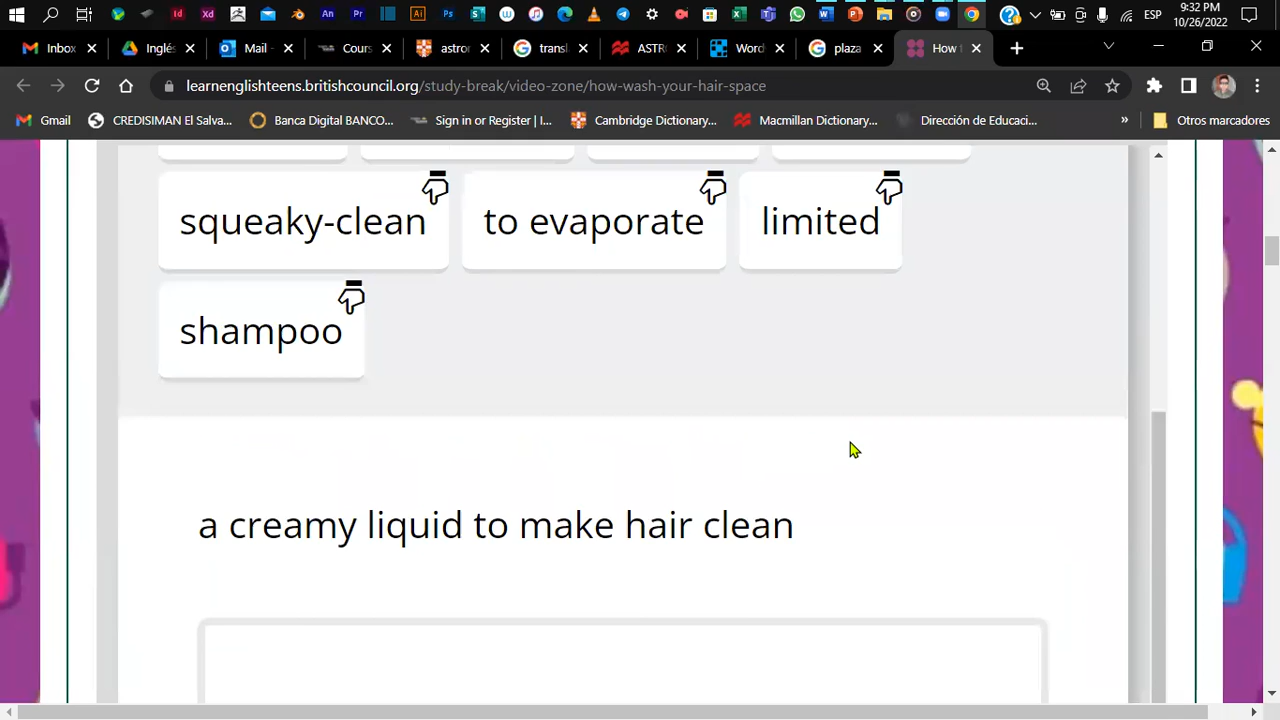 9:32 PM
ESP
10/26/2022
Inbox
Inglés
Mail -
Cours
astror
transl
ASTR
Word
plaza
How t
learnenglishteens.britishcouncil.org/study-break/video-zone/how-wash-your-hair-space
Gmail
CREDISIMAN El Salva...
Banca Digital BANCO...
Sign in or Register | I...
Cambridge Dictionary...
Macmillan Dictionary...
Dirección de Educaci...
»
Otros marcadores
squeaky-clean
to evaporate
limited
shampoo
a creamy liquid to make hair clean